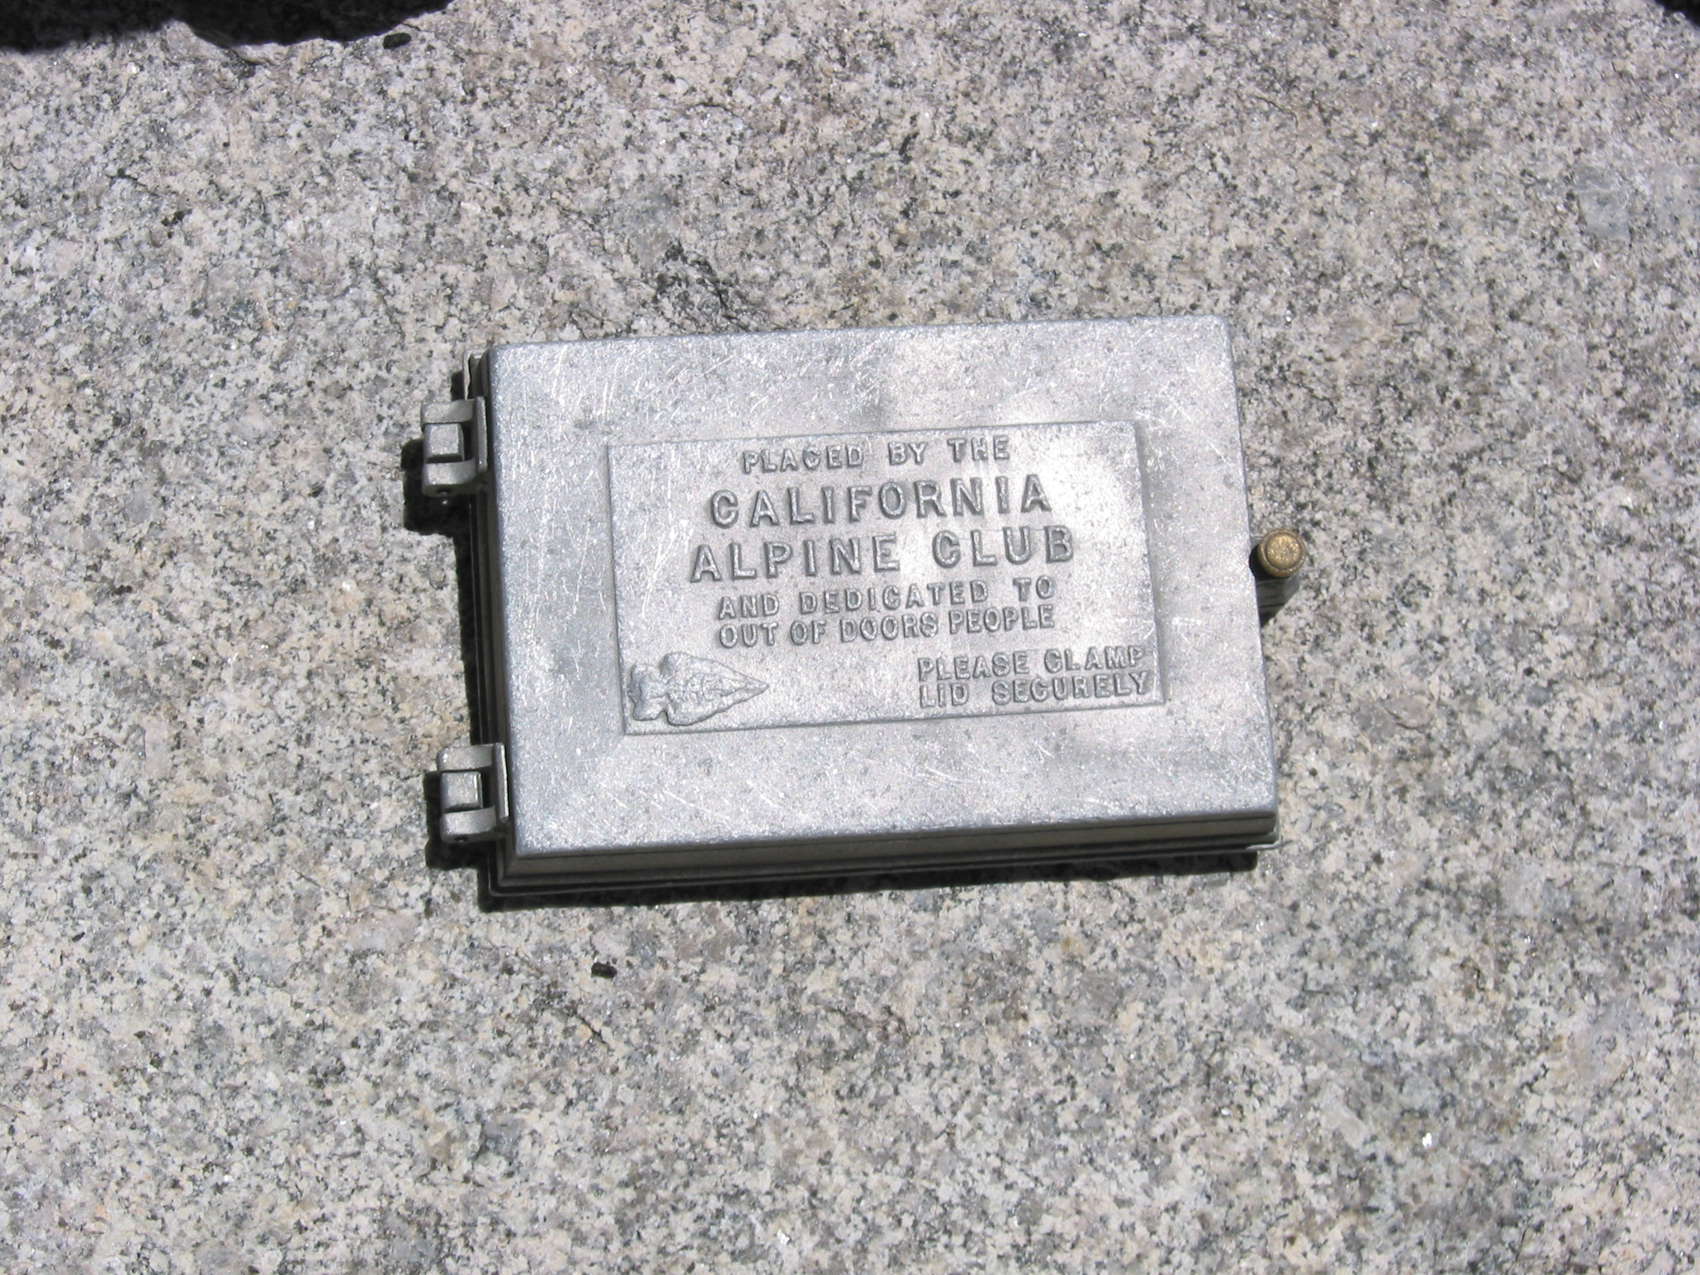 PLACED BY THE
CALIFORNIA
ALPINE CLUB
AND DEDICATED TO
OUT OF DOORS PEOPLE
PLEASE CLAMP
LID SECURELY